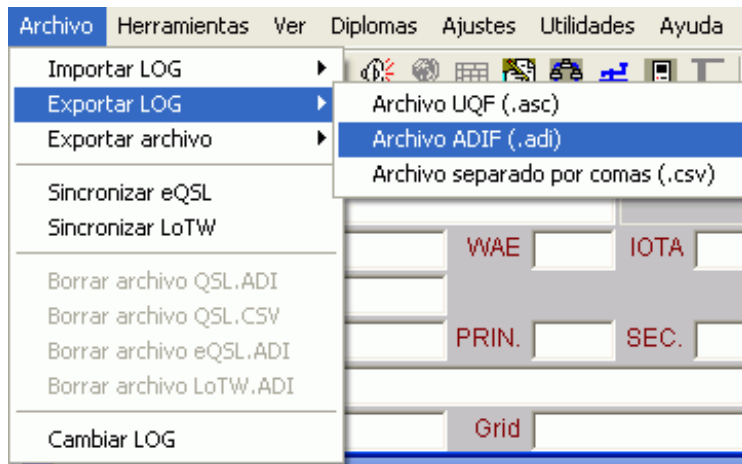 Archivo Herramientas Ver Diplomas Ajustes Utilidades Ayuda
Importar LOG
Exportar LOG
Exportar archivo
Sincronizar eQSL
Sincronizar LoTW
Borrar archivo QSL.ADI
Borrar archivo QSL.CSV
Borrar archivo eQSL.ADI
Borrar archivo LoTW.ADI
Cambiar LOG
Archivo UQF (.asc)
Archivo ADIF (.adi)
Archivo separado por comas (.csv)
WAE IOTA
PRIN. SEC.
Grid